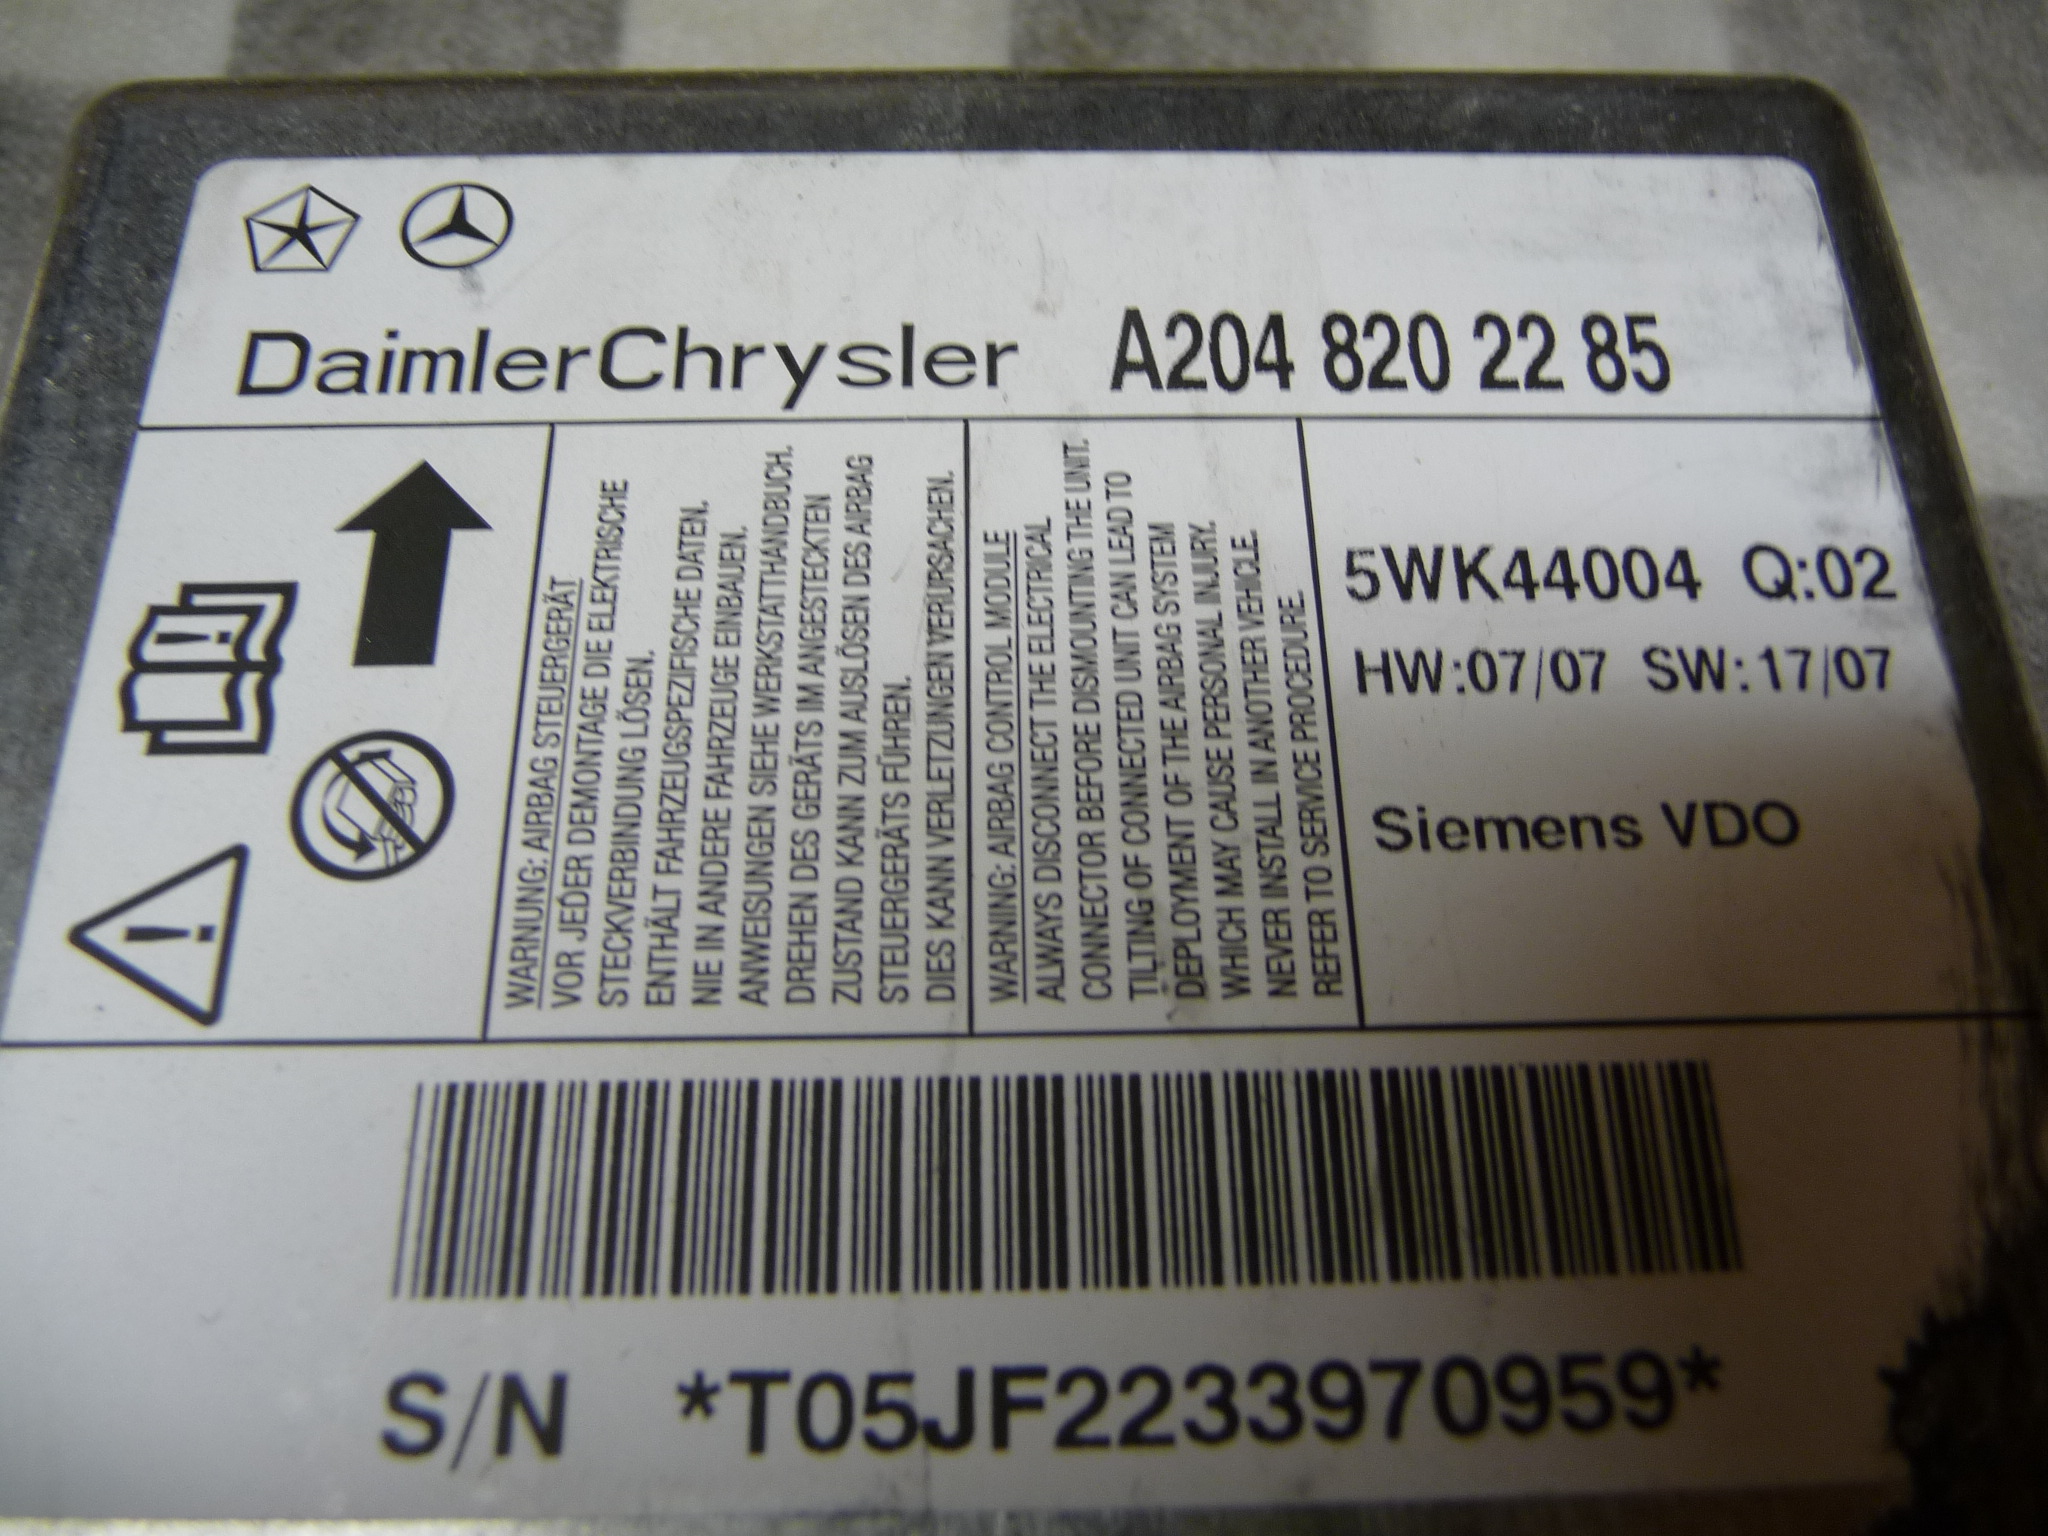 DaimlerChrysler A204 820 22 85
WARNUNG: AIRBAG STEUERGERÄT
VOR JEDER DEMONTAGE DIE ELEKTRISCHE
STECKVERBINDUNG LÖSEN.
ENTHÄLT FAHRZEUGSPEZIFISCHE DATEN.
NIE IN ANDERE FAHRZEUGE EINBAUEN.
ANWEISUNGEN SIEHE WERKSTATTHANDBUCH.
DREHEN DES GERÄTS IM ANGESTECKTEN
ZUSTAND KANN ZUM AUSLÖSEN DES AIRBAG
STEUERGERÄTS FÜHREN.
DIES KANN VERLETZUNGEN VERURSACHEN.
WARNING: AIRBAG CONTROL MODULE
ALWAYS DISCONNECT THE ELECTRICAL
CONNECTOR BEFORE DISMOUNTING THE UNIT.
TILTING OF CONNECTED UNIT CAN LEAD TO
DEPLOYMENT OF THE AIRBAG SYSTEM
WHICH MAY CAUSE PERSONAL INJURY.
NEVER INSTALL IN ANOTHER VEHICLE.
REFER TO SERVICE PROCEDURE.
5WK44004 Q:02
HW:07/07 SW:17/07
Siemens VDO
S/N *T05JF2233970959*